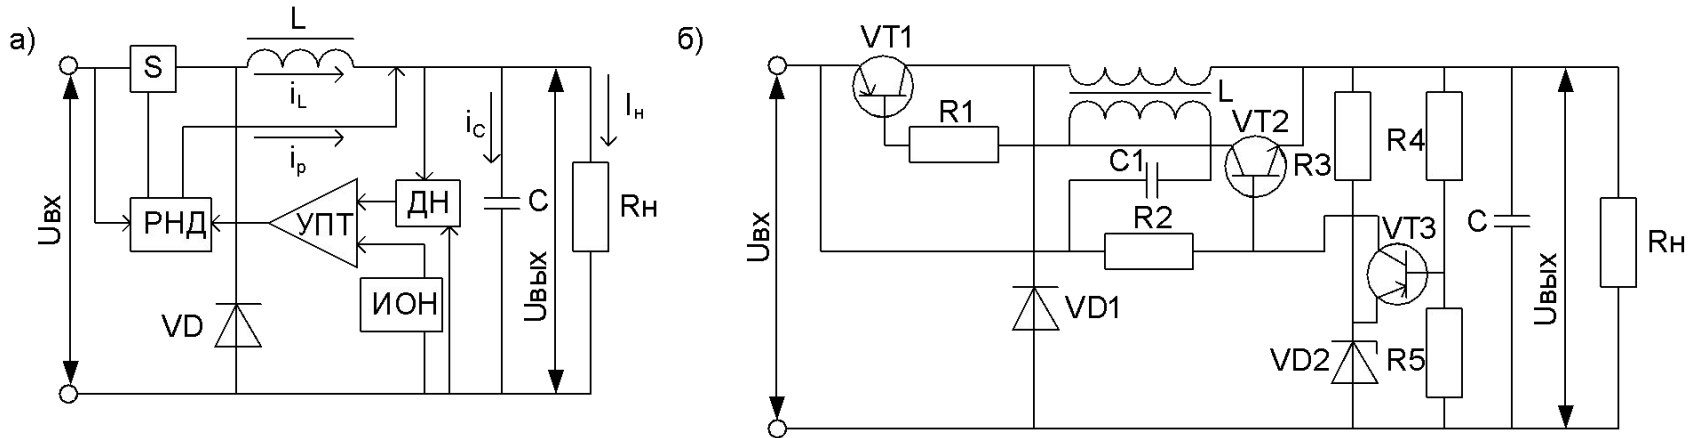 а)
L
S
iL
ip
iC
Iн
Uвх
РНД
УПТ
ДН
C
Rн
ИОН
VD
Uвых
б)
VT1
L
R1
VT2
C1
R3
R4
R2
VT3
C
Rн
Uвх
VD1
VD2
R5
Uвых